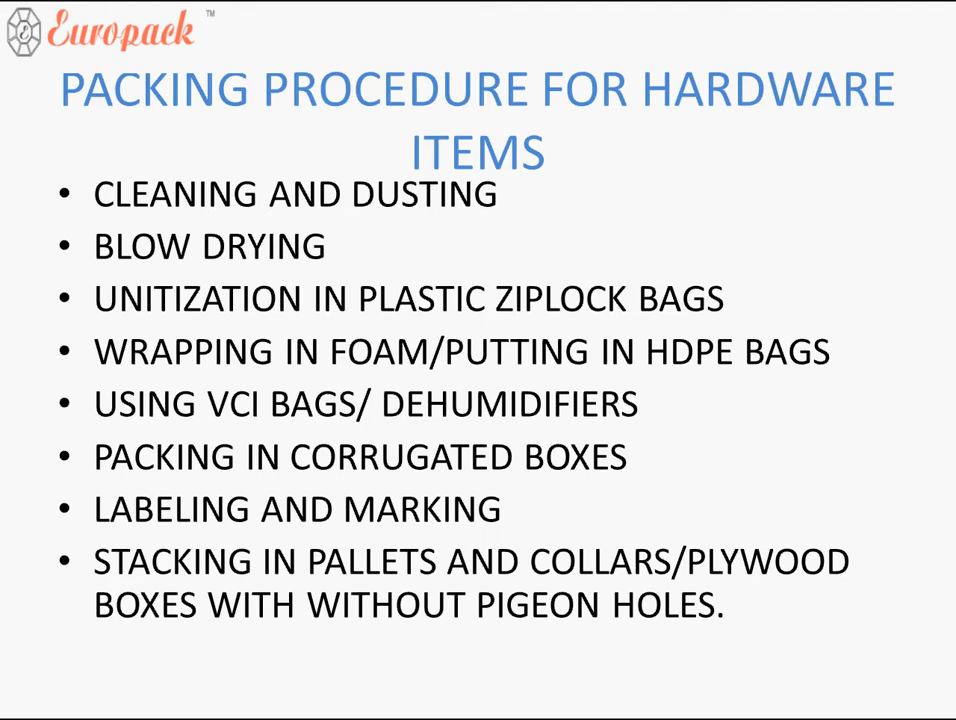 Europack TM
PACKING PROCEDURE FOR HARDWARE
ITEMS
• CLEANING AND DUSTING
• BLOW DRYING
• UNITIZATION IN PLASTIC ZIPLOCK BAGS
• WRAPPING IN FOAM/PUTTING IN HDPE BAGS
• USING VCI BAGS/ DEHUMIDIFIERS
• PACKING IN CORRUGATED BOXES
• LABELING AND MARKING
• STACKING IN PALLETS AND COLLARS/PLYWOOD
BOXES WITH WITHOUT PIGEON HOLES.